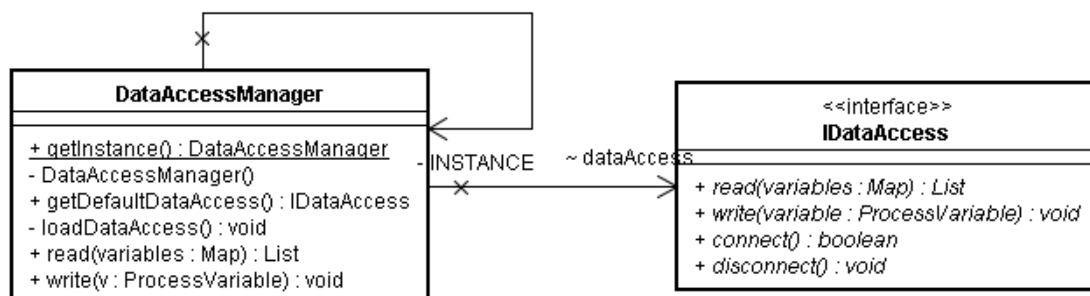 DataAccessManager
+ getInstance() : DataAccessManager
- DataAccessManager()
+ getDefaultDataAccess() : IDataAccess
- loadDataAccess() : void
+ read(variables : Map) : List
+ write(v : ProcessVariable) : void
- INSTANCE
~ dataAccess
<<interface>>
IDataAccess
+ read(variables : Map) : List
+ write(variable : ProcessVariable) : void
+ connect() : boolean
+ disconnect() : void